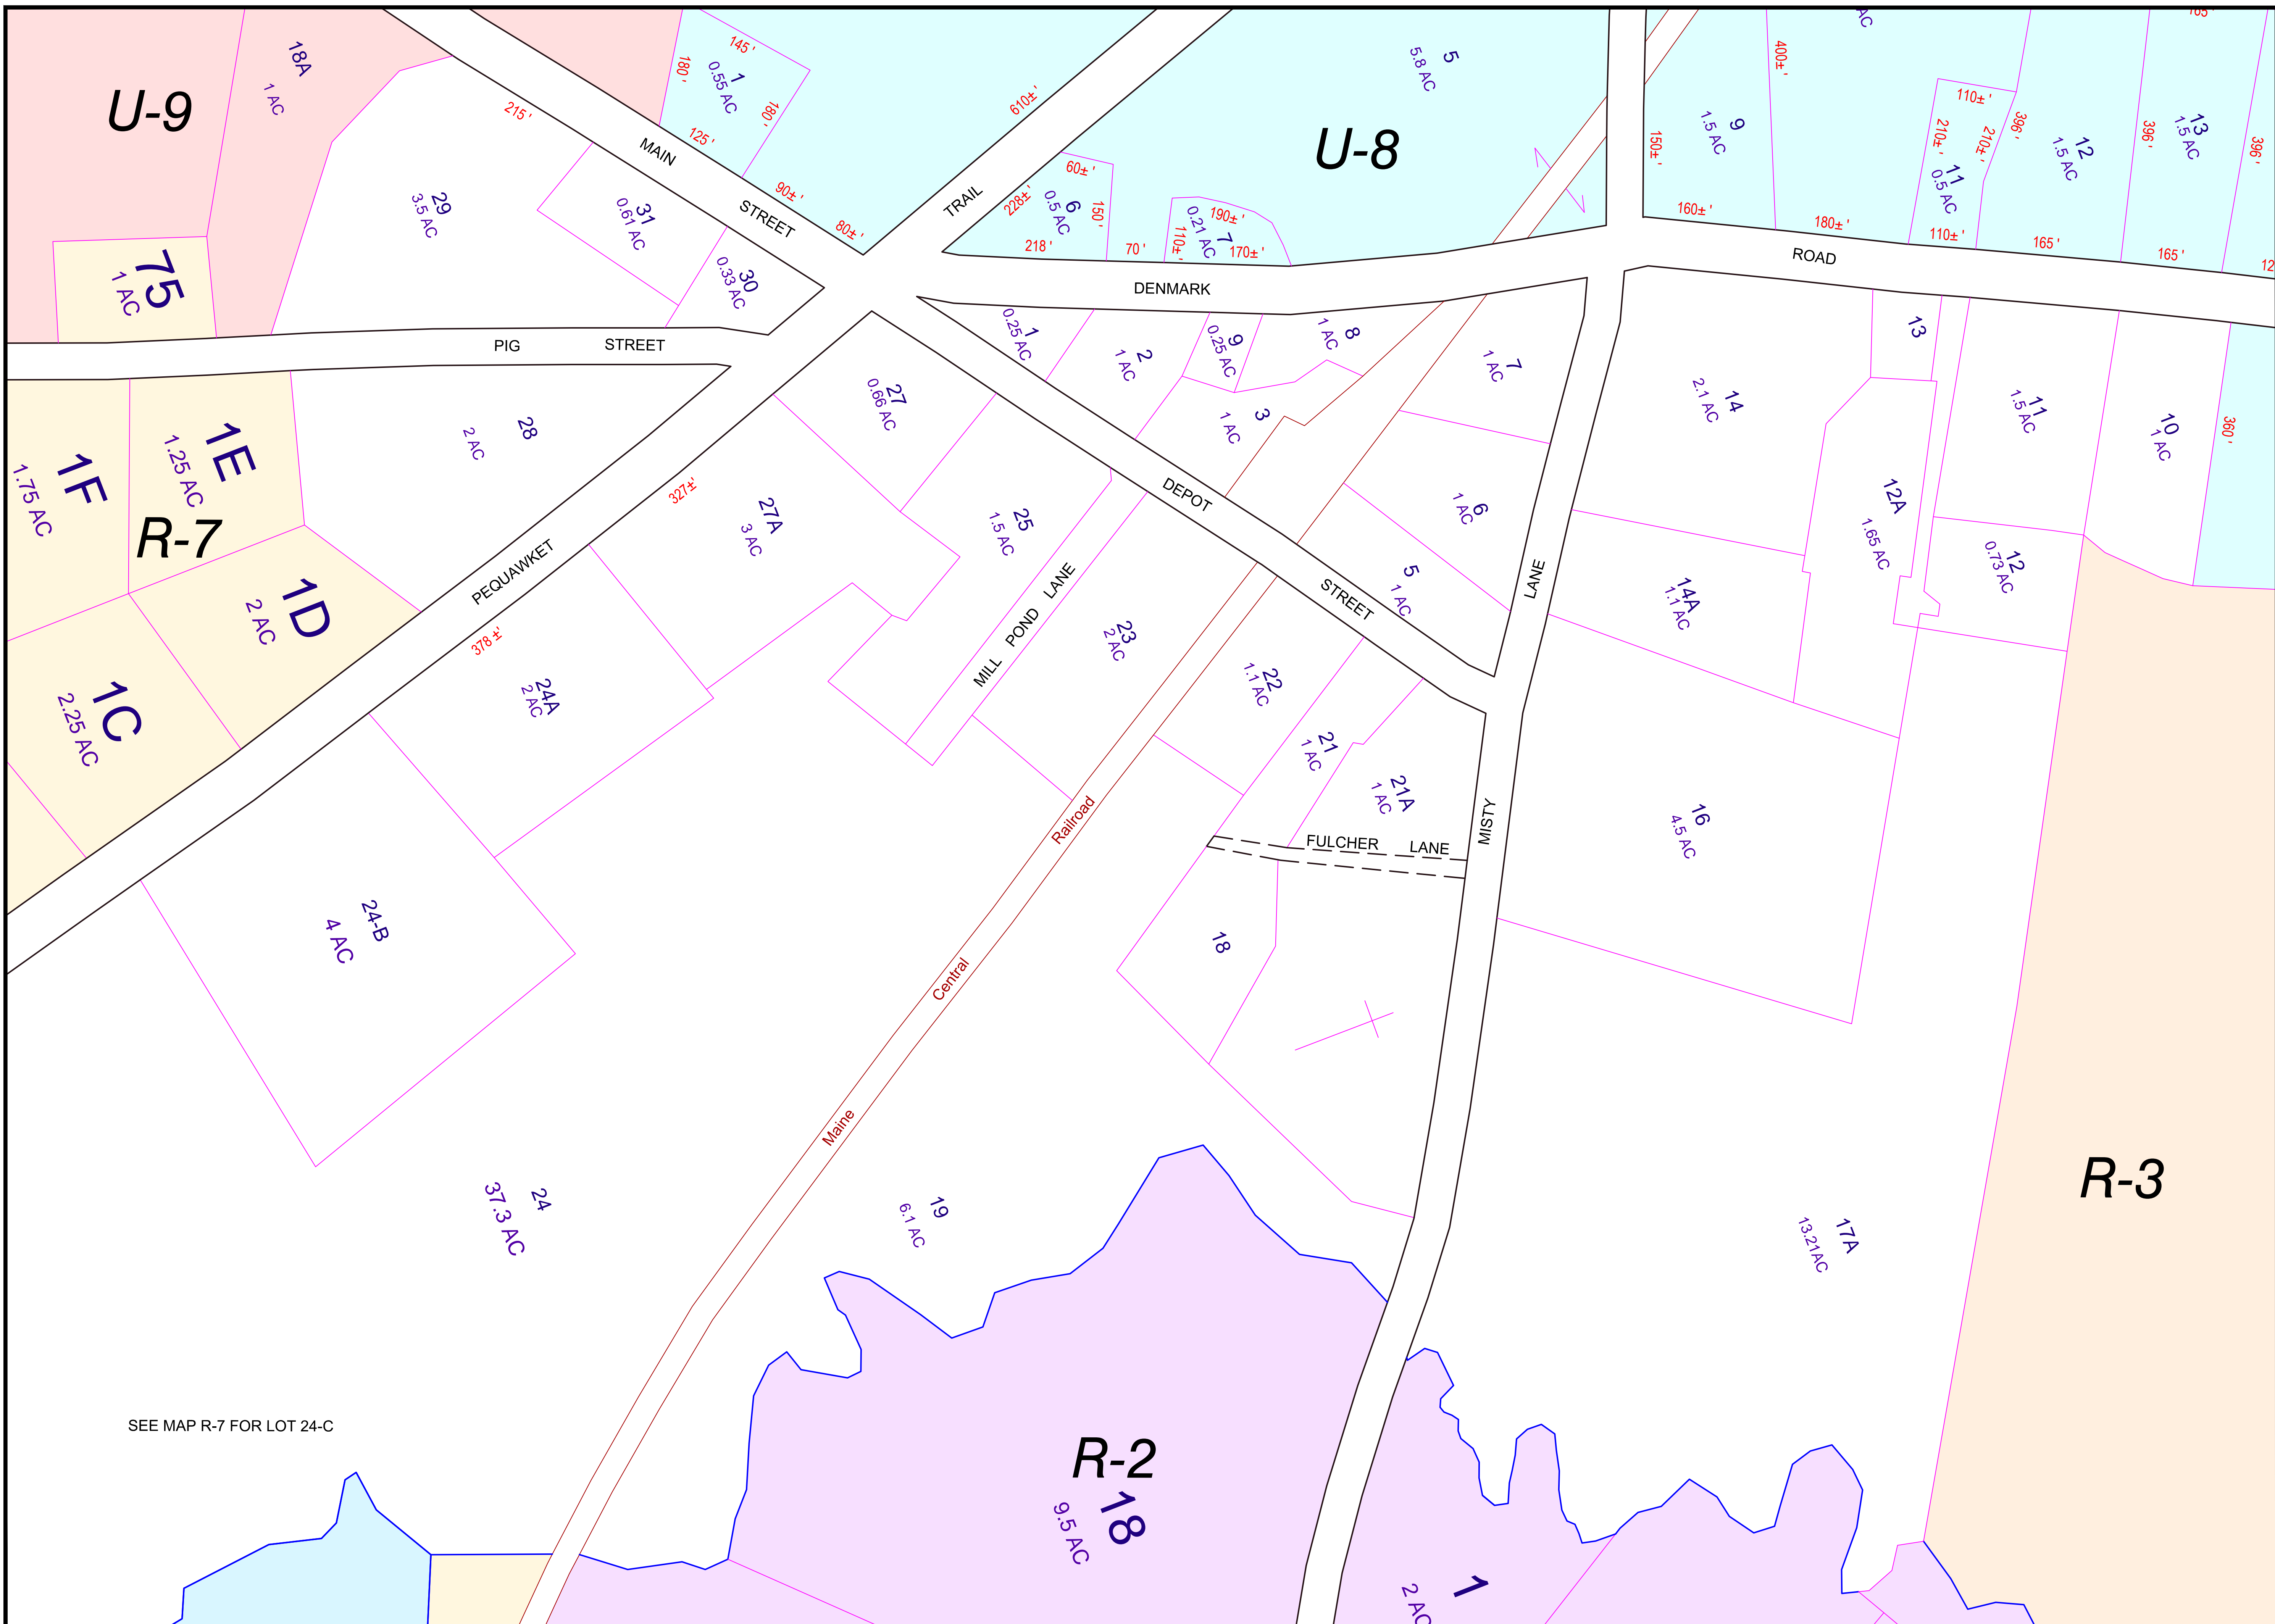 U-9
18A
1 AC
75
1 AC
29
3.5 AC
31
0.61 AC
30
0.33 AC
215 '
MAIN
STREET
145 '
180 '
1
0.55 AC
180 '
125 '
90± '
80± '
610± '
TRAIL
228± '
60± '
6
0.5 AC
150 '
218 '
70 '
110± '
190± '
7
0.21 AC
170± '
5
5.8 AC
U-8
DENMARK
ROAD
150± '
160± '
9
1.5 AC
400± '
180± '
AC
110± '
210± '
210± '
11
0.5 AC
110± '
396 '
12
1.5 AC
165 '
396 '
13
1.5 AC
165 '
165 '
396 '
12
PIG
STREET
1F
1.75 AC
1E
1.25 AC
R-7
28
2 AC
1D
2 AC
1C
2.25 AC
PEQUAWKET
327±'
378 ±'
27
0.66 AC
27A
3 AC
25
1.5 AC
24A
2 AC
24-B
4 AC
1
0.25 AC
2
1 AC
9
0.25 AC
8
1 AC
3
1 AC
7
1 AC
6
1 AC
5
1 AC
DEPOT
STREET
MILL POND LANE
23
2 AC
22
1.1 AC
21
1 AC
21A
1 AC
FULCHER LANE
MISTY
LANE
18
13
14
2.1 AC
14A
1.1 AC
12A
1.65 AC
11
1.5 AC
10
1 AC
360 '
12
0.73 AC
16
4.5 AC
Maine
Central
Railroad
R-3
17A
13.21AC
24
37.3 AC
19
6.1 AC
SEE MAP R-7 FOR LOT 24-C
R-2
18
9.5 AC
1
2 AC